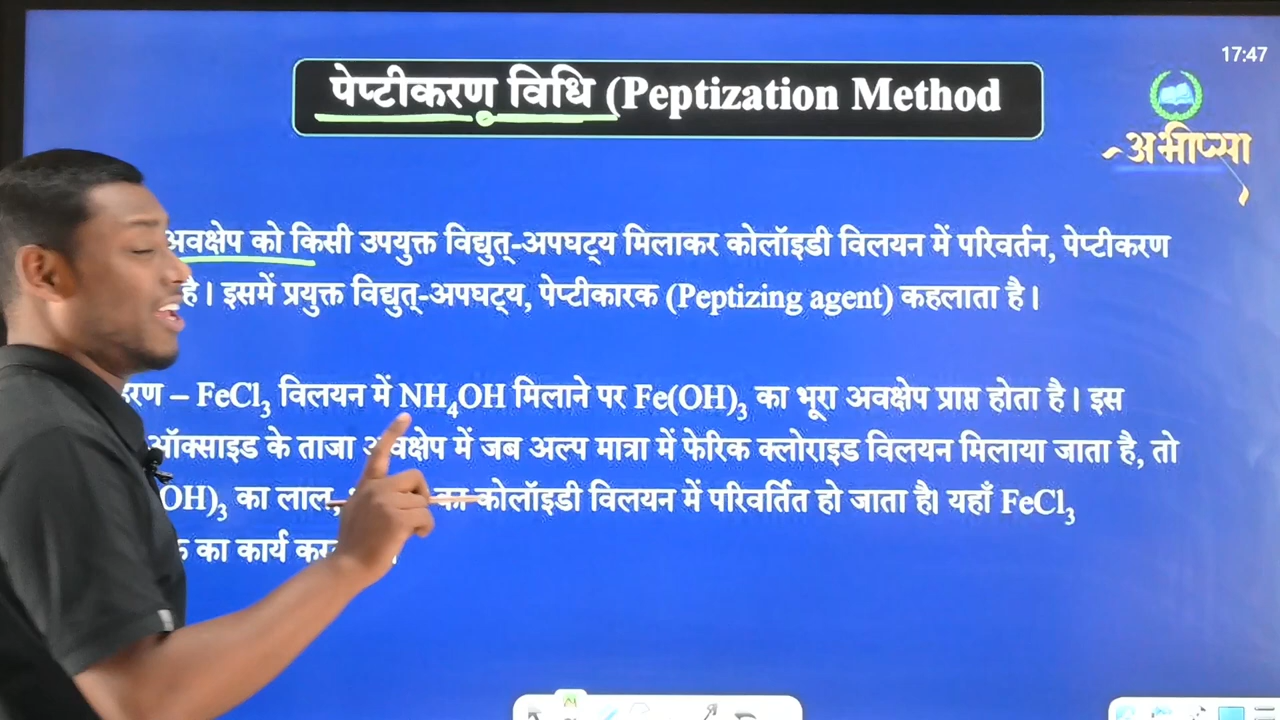 17:47
पेप्टीकरण विधि (Peptization Method
अभीप्सा
अवक्षेप को किसी उपयुक्त विद्युत्-अपघट्य मिलाकर कोलॉइडी विलयन में परिवर्तन, पेप्टीकरण
है। इसमें प्रयुक्त विद्युत्-अपघट्य, पेप्टीकारक (Peptizing agent) कहलाता है।
– FeCl₃ विलयन में NH₄OH मिलाने पर Fe(OH)₃ का भूरा अवक्षेप प्राप्त होता है। इस
ऑक्साइड के ताजा अवक्षेप में जब अल्प मात्रा में फेरिक क्लोराइड विलयन मिलाया जाता है, तो
OH)₃ का लाल, का कोलॉइडी विलयन में परिवर्तित हो जाता है। यहाँ FeCl₃
का कार्य